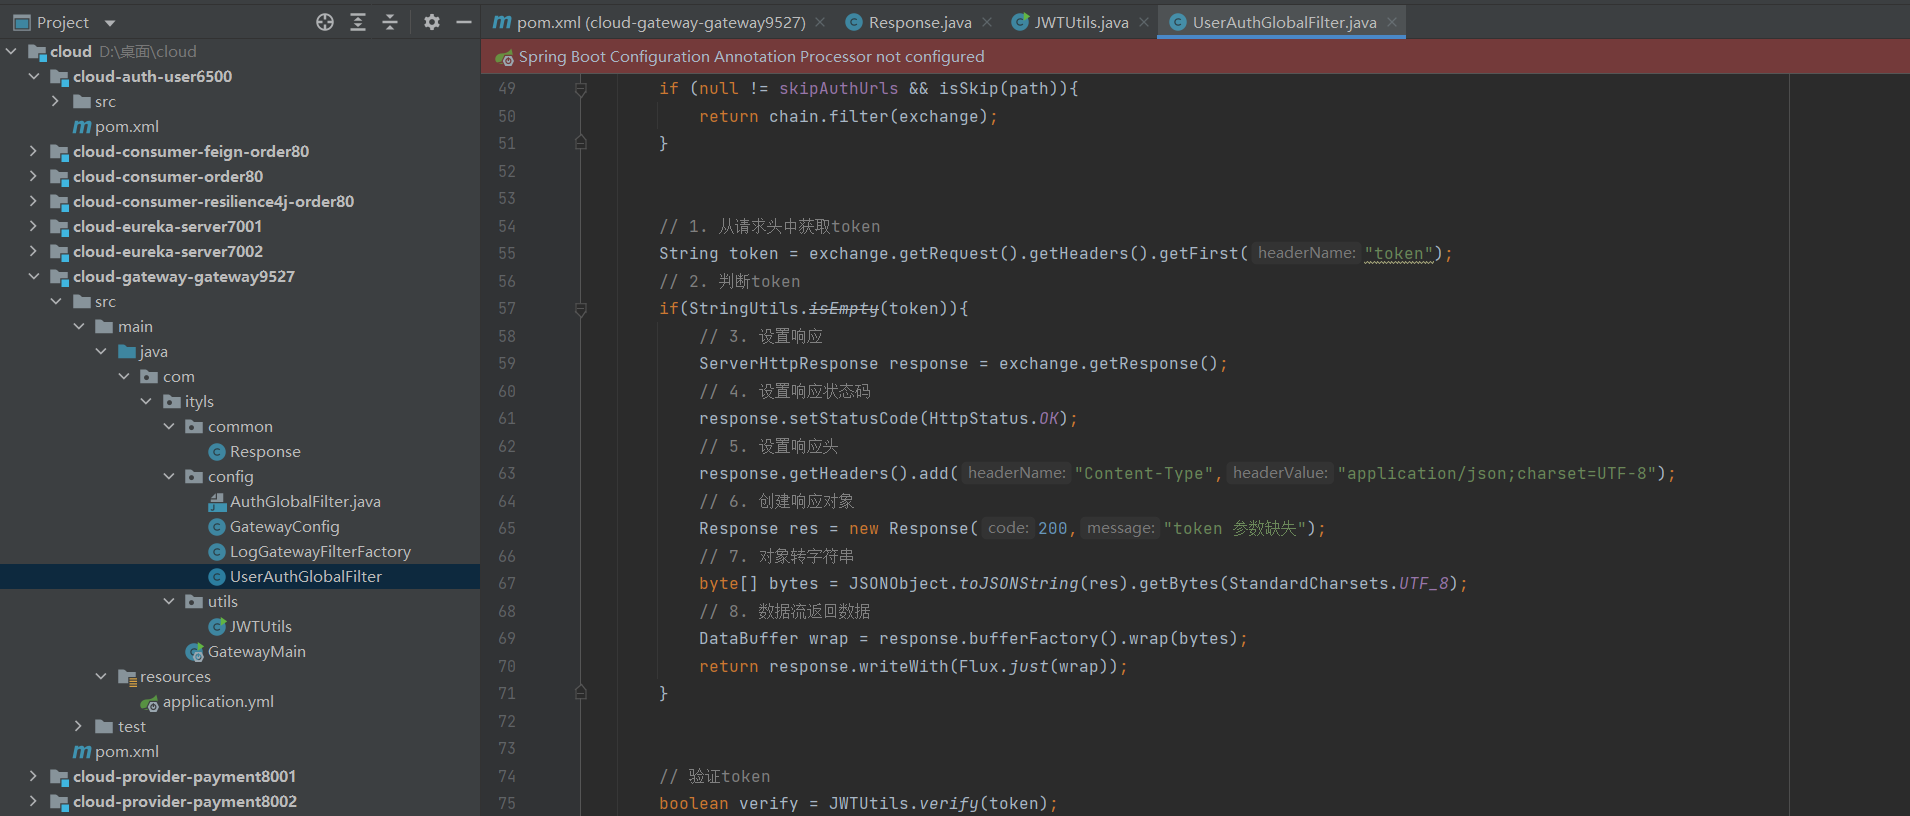 Project
cloud D:\桌面\cloud
cloud-auth-user6500
src
pom.xml
cloud-consumer-feign-order80
cloud-consumer-order80
cloud-consumer-resilience4j-order80
cloud-eureka-server7001
cloud-eureka-server7002
cloud-gateway-gateway9527
src
main
java
com
ityls
common
Response
config
AuthGlobalFilter.java
GatewayConfig
LogGatewayFilterFactory
UserAuthGlobalFilter
utils
JWTUtils
GatewayMain
resources
application.yml
test
pom.xml
cloud-provider-payment8001
cloud-provider-payment8002
pom.xml (cloud-gateway-gateway9527) Response.java JWTUtils.java UserAuthGlobalFilter.java
Spring Boot Configuration Annotation Processor not configured
49 if (null != skipAuthUrls && isSkip(path)){
50 return chain.filter(exchange);
51 }
52
53
54 // 1. 从请求头中获取token
55 String token = exchange.getRequest().getHeaders().getFirst( headerName: "token");
56 // 2. 判断token
57 if(StringUtils.isEmpty(token)){
58 // 3. 设置响应
59 ServerHttpResponse response = exchange.getResponse();
60 // 4. 设置响应状态码
61 response.setStatusCode(HttpStatus.OK);
62 // 5. 设置响应头
63 response.getHeaders().add( headerName: "Content-Type", headerValue: "application/json;charset=UTF-8");
64 // 6. 创建响应对象
65 Response res = new Response( code: 200, message: "token 参数缺失");
66 // 7. 对象转字符串
67 byte[] bytes = JSONObject.toJSONString(res).getBytes(StandardCharsets.UTF_8);
68 // 8. 数据流返回数据
69 DataBuffer wrap = response.bufferFactory().wrap(bytes);
70 return response.writeWith(Flux.just(wrap));
71 }
72
73
74 // 验证token
75 boolean verify = JWTUtils.verify(token);